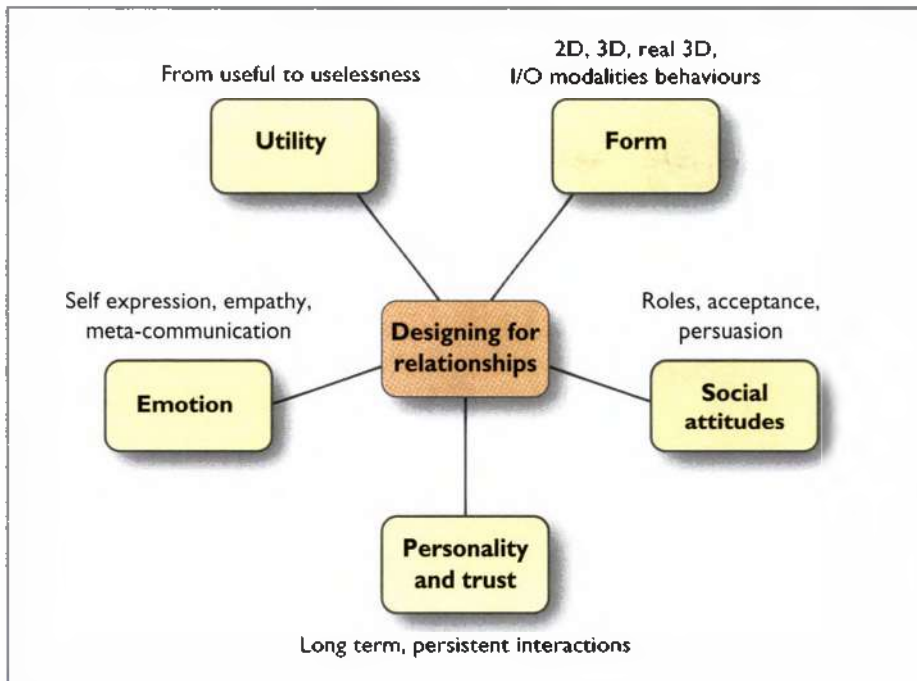 2D, 3D, real 3D,
From useful to uselessness
I/O modalities behaviours
Utility
Form
Self expression, empathy,
meta-communication
Roles, acceptance,
persuasion
Designing for
relationships
Emotion
Social
attitudes
Personality
and trust
Long term, persistent interactions